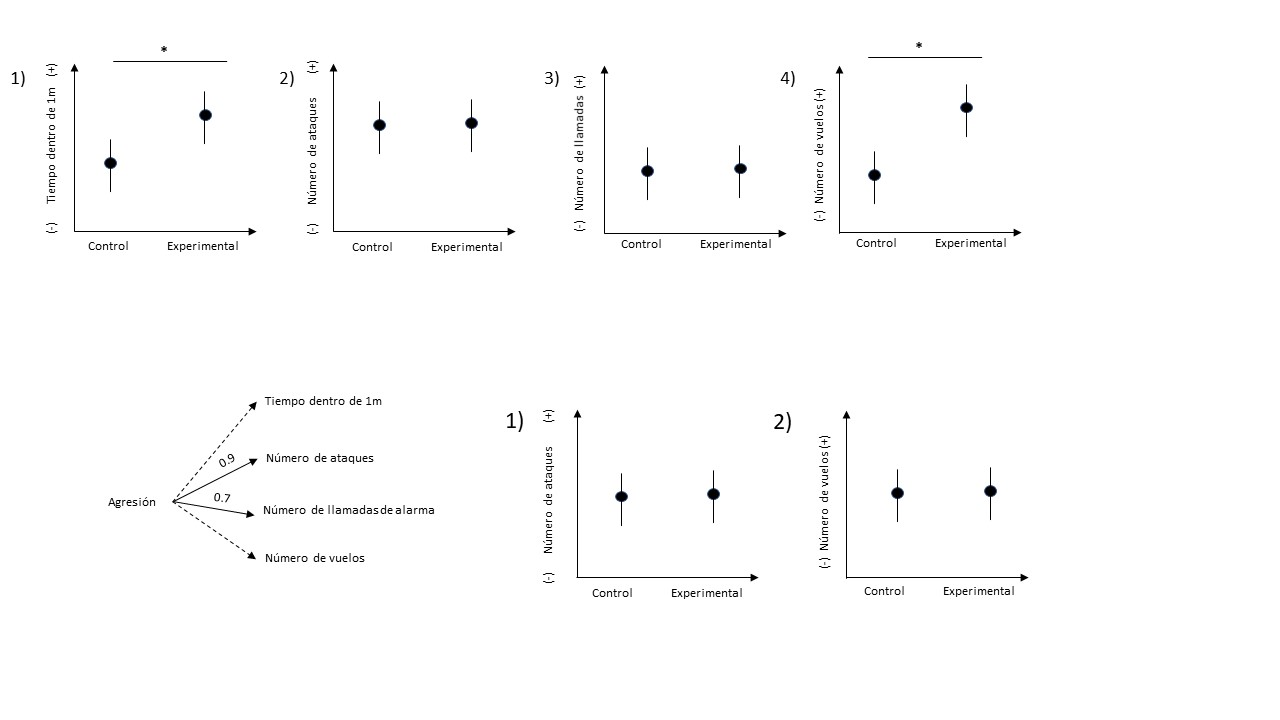 *
1)
(-) Tiempo dentro de 1m (+)
Control Experimental
2)
(-) Número de ataques (+)
Control Experimental
3)
(-) Número de llamadas (+)
Control Experimental
*
4)
(-) Número de vuelos (+)
Control Experimental
Agresión
Tiempo dentro de 1m
0.9
Número de ataques
0.7
Número de llamadas de alarma
Número de vuelos
1)
(-) Número de ataques (+)
Control Experimental
2)
(-) Número de vuelos (+)
Control Experimental